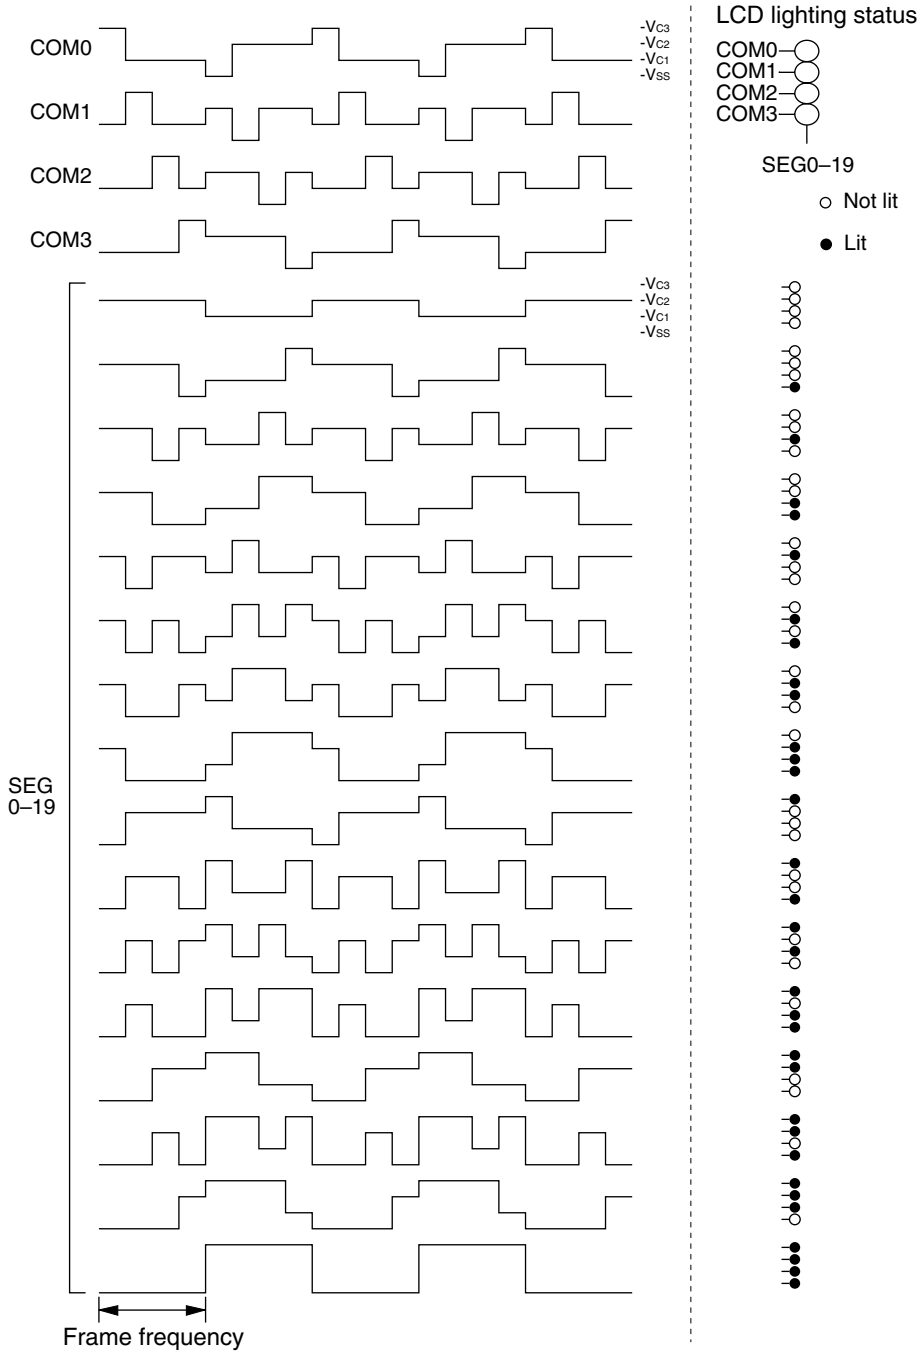 LCD lighting status
COM0
-VC3
-VC2
-VC1
-VSS
COM0
COM1
COM2
COM3
COM1
COM2
SEG0–19
Not lit
COM3
Lit
-VC3
-VC2
-VC1
-VSS
SEG
0–19
Frame frequency